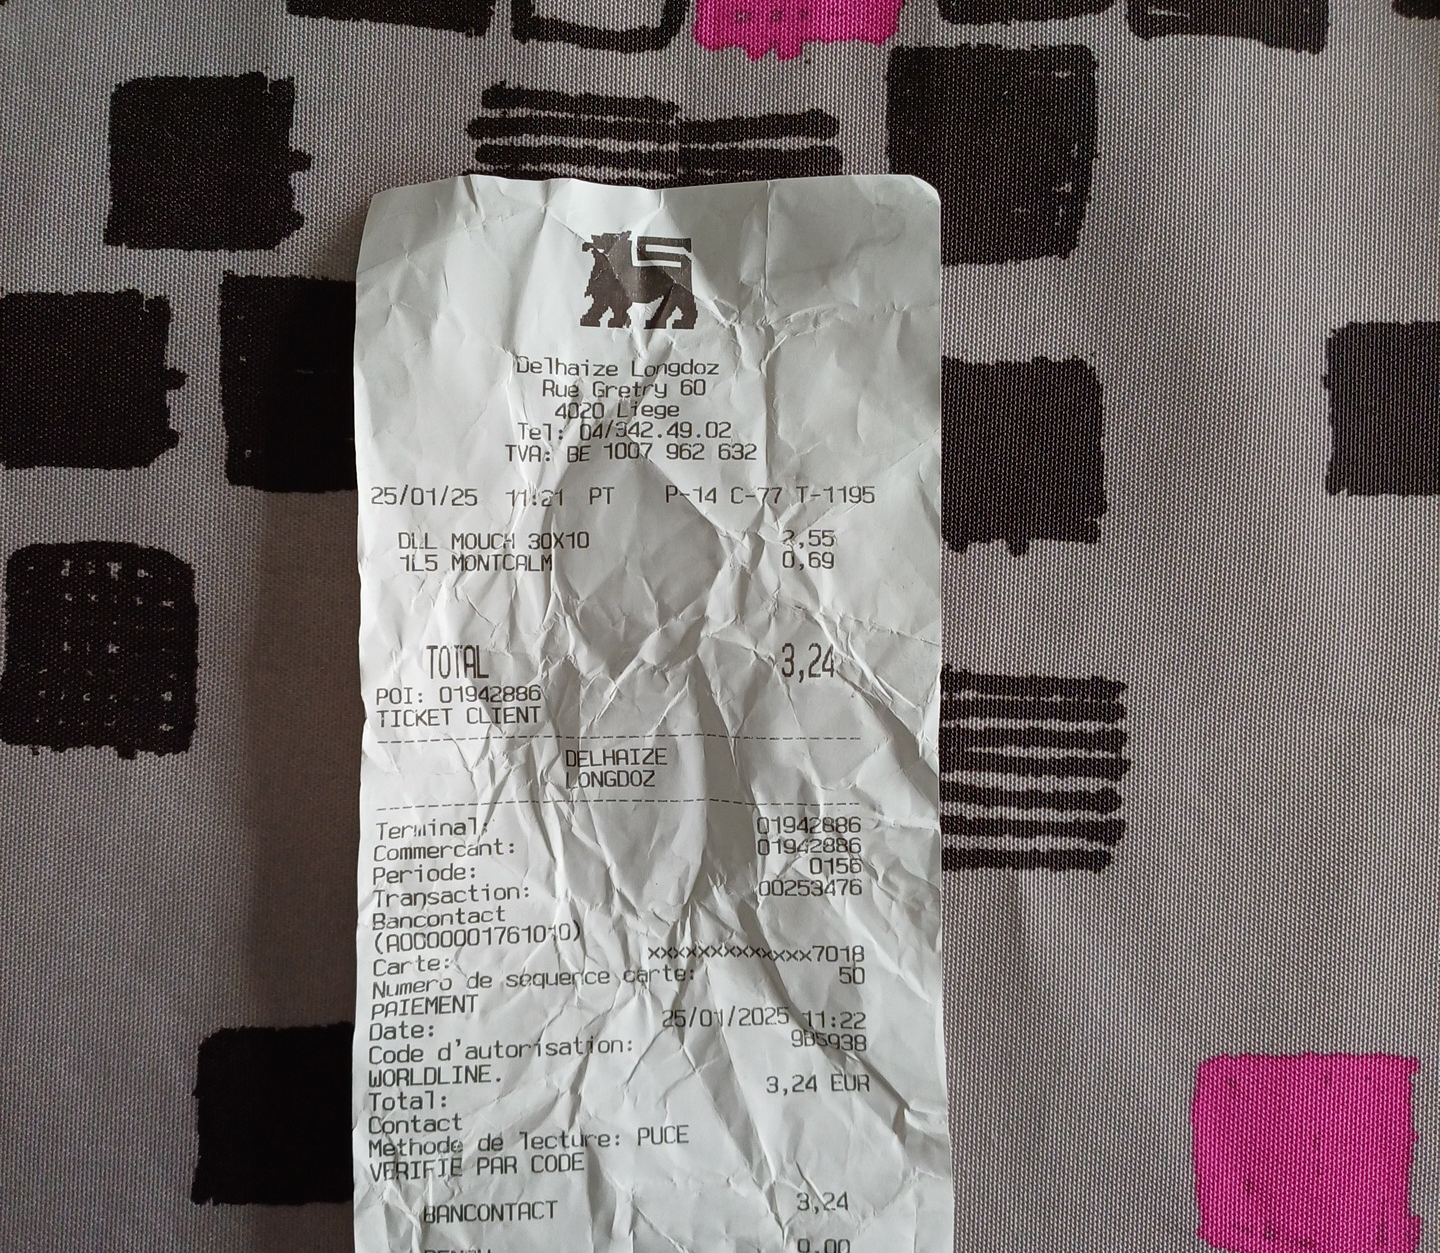 Delhaize Longdoz
Rue Gretry 60
4020 Liege
Tel: 04/342.49.02
TVA: BE 1007 962 632
25/01/25 11:21 PT P-14 C-77 T-1195
DLL MOUCH 30X10 2,55
1L5 MONTCALM 0,69
TOTAL 3,24
POI: 01942886
TICKET CLIENT
DELHAIZE
LONGDOZ
Terminal: 01942886
Commercant: 01942886
Periode: 0156
Transaction: 00253476
Bancontact
(A0000001761010)
Carte: xxxxxxxxxxxxx7018
Numero de sequence carte: 50
PAIEMENT
Date: 25/01/2025 11:22
Code d'autorisation: 9B5938
WORLDLINE.
Total: 3,24 EUR
Contact
Methode de lecture: PUCE
VERIFIE PAR CODE
BANCONTACT 3,24
0,00